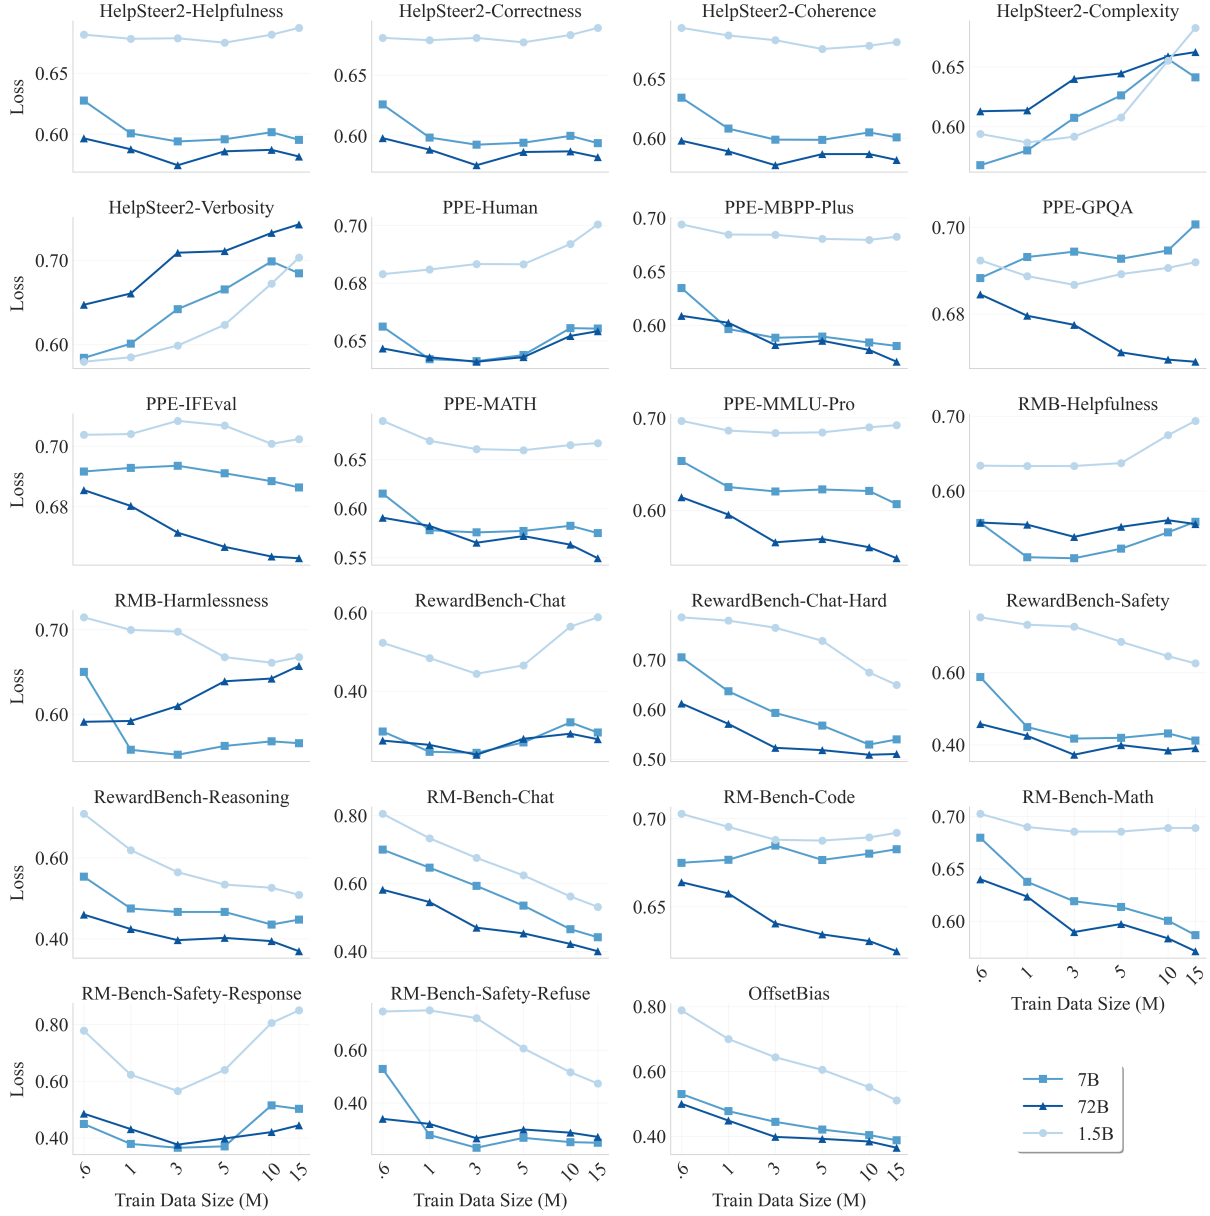 HelpSteer2-Helpfulness
HelpSteer2-Correctness
HelpSteer2-Coherence
HelpSteer2-Complexity
Loss
0.65
0.60
0.65
0.60
0.65
0.60
0.65
0.60
HelpSteer2-Verbosity
PPE-Human
PPE-MBPP-Plus
PPE-GPQA
Loss
0.70
0.60
0.70
0.68
0.65
0.70
0.65
0.60
0.70
0.68
PPE-IFEval
PPE-MATH
PPE-MMLU-Pro
RMB-Helpfulness
Loss
0.70
0.68
0.65
0.60
0.55
0.70
0.60
0.70
0.60
RMB-Harmlessness
RewardBench-Chat
RewardBench-Chat-Hard
RewardBench-Safety
Loss
0.70
0.60
0.60
0.40
0.70
0.60
0.50
0.60
0.40
RewardBench-Reasoning
RM-Bench-Chat
RM-Bench-Code
RM-Bench-Math
Loss
0.60
0.40
0.80
0.60
0.40
0.70
0.65
0.70
0.65
0.60
.6 1 3 5 10 15
Train Data Size (M)
RM-Bench-Safety-Response
RM-Bench-Safety-Refuse
OffsetBias
Loss
0.80
0.60
0.40
0.60
0.40
0.80
0.60
0.40
.6 1 3 5 10 15
.6 1 3 5 10 15
.6 1 3 5 10 15
Train Data Size (M)
Train Data Size (M)
Train Data Size (M)
7B
72B
1.5B